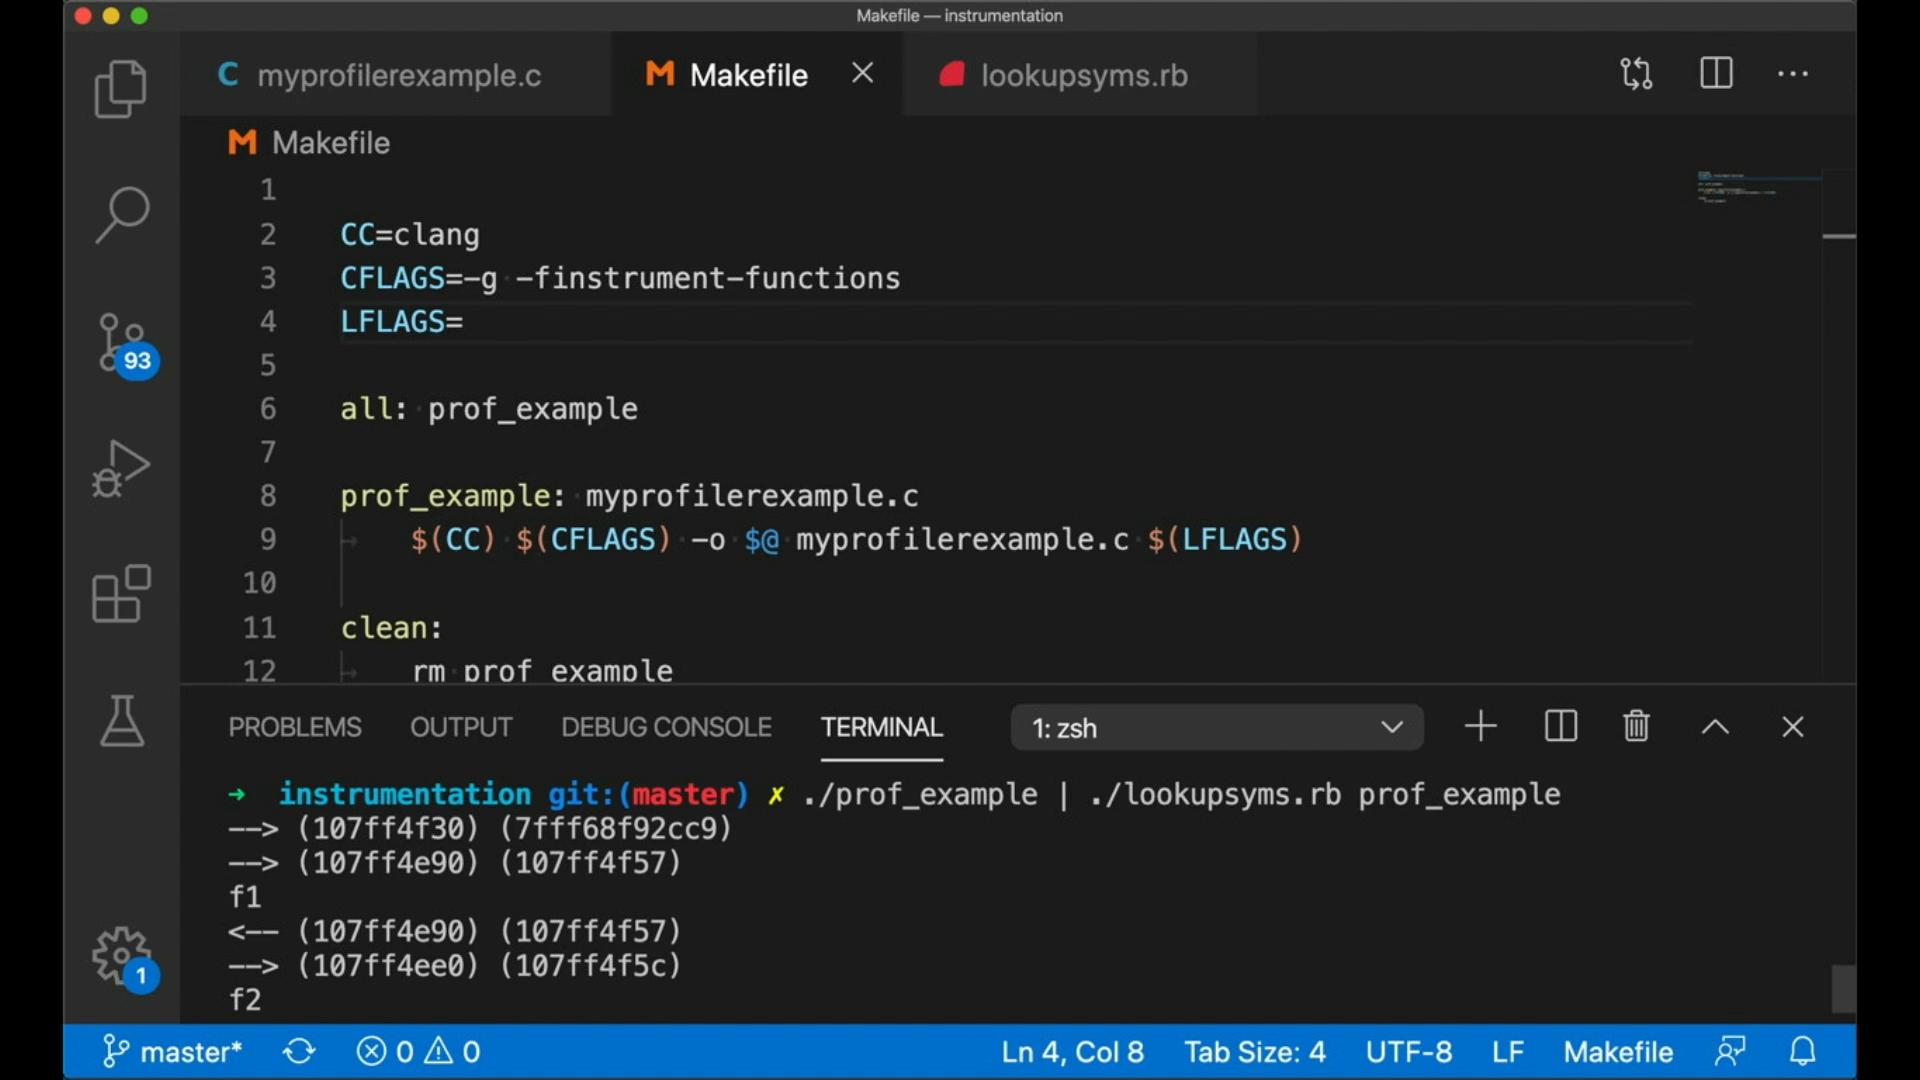 Makefile — instrumentation
C myprofilerexample.c
M Makefile
lookupsyms.rb
M Makefile
1
2 CC=clang
3 CFLAGS=-g -finstrument-functions
4 LFLAGS=
5
6 all: prof_example
7
8 prof_example: myprofilerexample.c
9 $(CC) $(CFLAGS) -o $@ myprofilerexample.c $(LFLAGS)
10
11 clean:
12 rm prof_example
93
1
PROBLEMS OUTPUT DEBUG CONSOLE TERMINAL 1: zsh
➜ instrumentation git:(master) ✗ ./prof_example | ./lookupsyms.rb prof_example
--> (107ff4f30) (7fff68f92cc9)
--> (107ff4e90) (107ff4f57)
f1
<-- (107ff4e90) (107ff4f57)
--> (107ff4ee0) (107ff4f5c)
f2
master* 0 0 Ln 4, Col 8 Tab Size: 4 UTF-8 LF Makefile